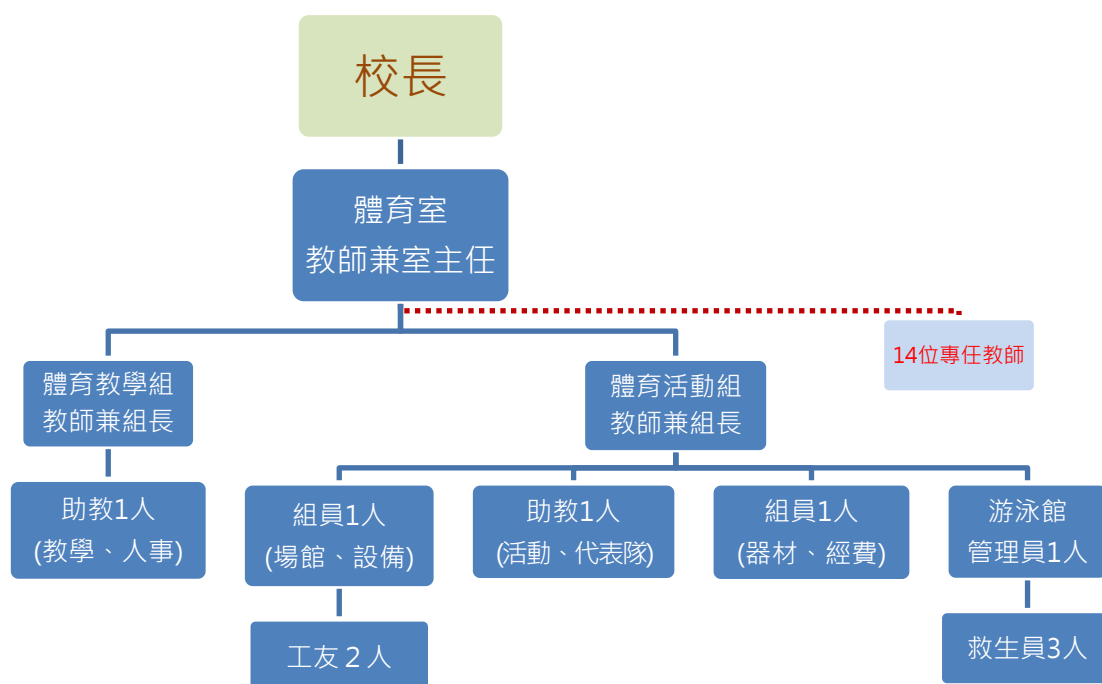 校長
體育室
教師兼室主任
14位專任教師
體育教學組
教師兼組長
體育活動組
教師兼組長
助教1人
(教學、人事)
組員1人
(場館、設備)
助教1人
(活動、代表隊)
組員1人
(器材、經費)
游泳館
管理員1人
工友２人
救生員3人